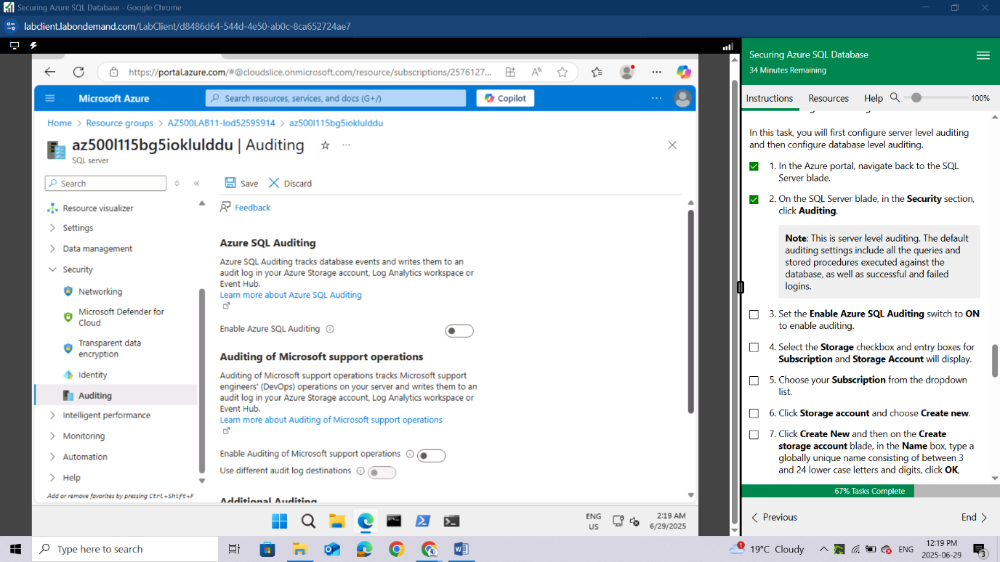 Securing Azure SQL Database - Google Chrome
labclient.labondemand.com/LabClient/d8486d64-544d-4e50-ab0c-8ca652724ae7
https://portal.azure.com/#@cloudslice.onmicrosoft.com/resource/subscriptions/2576127...
Microsoft Azure
Search resources, services, and docs (G+/)
Copilot
Home > Resource groups > AZ500LAB11-lod52595914 > az500l115bg5ioklulddu
az500l115bg5ioklulddu | Auditing
SQL server
Search
Save
Discard
Resource visualizer
Settings
Data management
Security
Networking
Microsoft Defender for
Cloud
Transparent data
encryption
Identity
Auditing
Intelligent performance
Monitoring
Automation
Help
Add or remove favorites by pressing Ctrl+Shift+F
Feedback
Azure SQL Auditing
Azure SQL Auditing tracks database events and writes them to an
audit log in your Azure Storage account, Log Analytics workspace or
Event Hub.
Learn more about Azure SQL Auditing
Enable Azure SQL Auditing
Auditing of Microsoft support operations
Auditing of Microsoft support operations tracks Microsoft support
engineers' (DevOps) operations on your server and writes them to an
audit log in your Azure Storage account, Log Analytics workspace or
Event Hub.
Learn more about Auditing of Microsoft support operations
Enable Auditing of Microsoft support operations
Use different audit log destinations
Additional Auditing
ENG
US
2:19 AM
6/29/2025
Securing Azure SQL Database
34 Minutes Remaining
Instructions
Resources
Help
100%
In this task, you will first configure server level auditing
and then configure database level auditing.
1. In the Azure portal, navigate back to the SQL
Server blade.
2. On the SQL Server blade, in the Security section,
click Auditing.
Note: This is server level auditing. The default
auditing settings include all the queries and
stored procedures executed against the
database, as well as successful and failed
logins.
3. Set the Enable Azure SQL Auditing switch to ON
to enable auditing.
4. Select the Storage checkbox and entry boxes for
Subscription and Storage Account will display.
5. Choose your Subscription from the dropdown
list.
6. Click Storage account and choose Create new.
7. Click Create New and then on the Create
storage account blade, in the Name box, type a
globally unique name consisting of between 3
and 24 lower case letters and digits, click OK,
67% Tasks Complete
Previous
End
Type here to search
1
19°C Cloudy
ENG
12:19 PM
2025-06-29
3